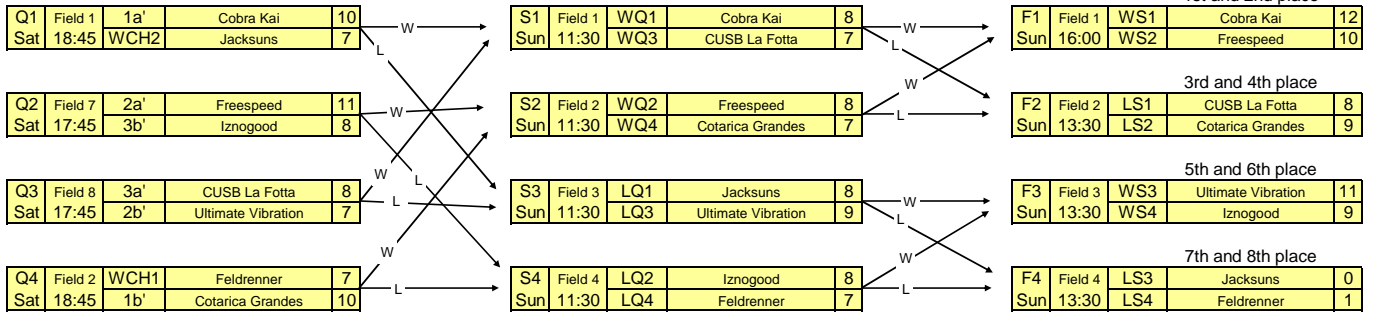 1st and 2nd place
Q1 Field 1 1a' Cobra Kai 10 W S1 Field 1 WQ1 Cobra Kai 8 W F1 Field 1 WS1 Cobra Kai 12
Sat 18:45 WCH2 Jacksuns 7 L Sun 11:30 WQ3 CUSB La Fotta 7 L Sun 16:00 WS2 Freespeed 10
W
3rd and 4th place
Q2 Field 7 2a' Freespeed 11 W S2 Field 2 WQ2 Freespeed 8 F2 Field 2 LS1 CUSB La Fotta 8
Sat 17:45 3b' Iznogood 8 Sun 11:30 WQ4 Cotarica Grandes 7 L Sun 13:30 LS2 Cotarica Grandes 9
W L
5th and 6th place
Q3 Field 8 3a' CUSB La Fotta 8 L S3 Field 3 LQ1 Jacksuns 8 W F3 Field 3 WS3 Ultimate Vibration 11
Sat 17:45 2b' Ultimate Vibration 7 Sun 11:30 LQ3 Ultimate Vibration 9 L Sun 13:30 WS4 Iznogood 9
W W
7th and 8th place
Q4 Field 2 WCH1 Feldrenner 7 L S4 Field 4 LQ2 Iznogood 8 L F4 Field 4 LS3 Jacksuns 0
Sat 18:45 1b' Cotarica Grandes 10 Sun 11:30 LQ4 Feldrenner 7 Sun 13:30 LS4 Feldrenner 1